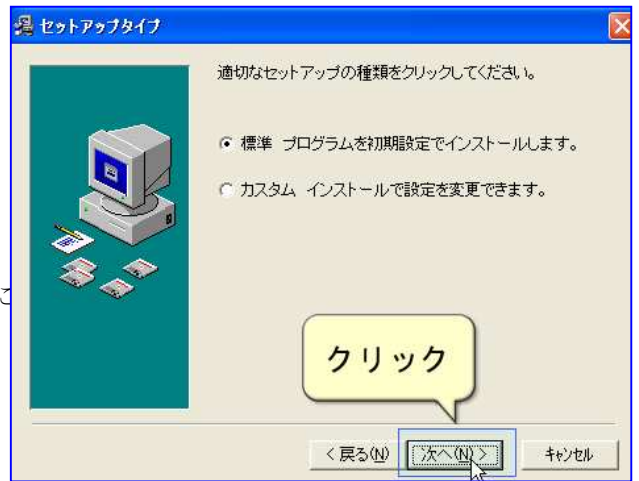 セットアップタイプ
適切なセットアップの種類をクリックしてください。
標準 プログラムを初期設定でインストールします。
カスタム インストールで設定を変更できます。
こ
クリック
< 戻る(N) 次へ(N) > キャンセル